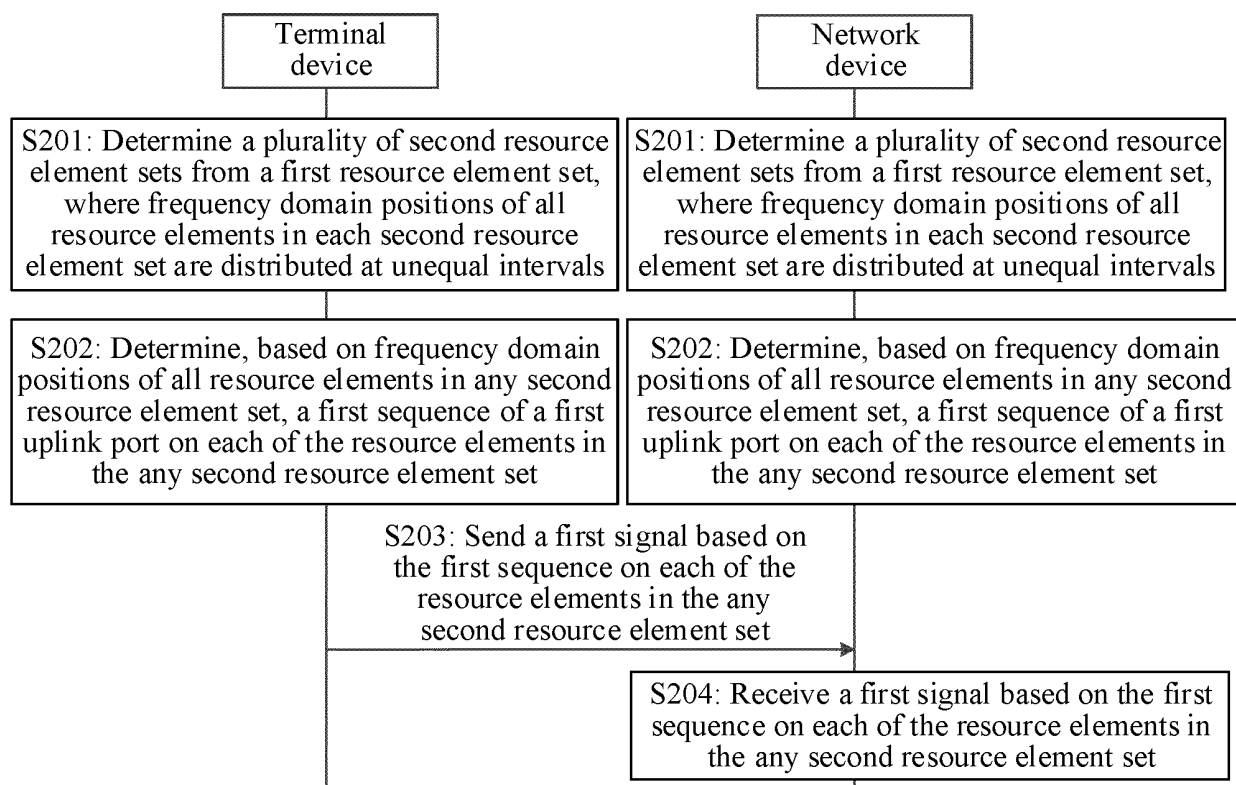 Terminal
device
Network
device
S201: Determine a plurality of second resource
element sets from a first resource element set,
where frequency domain positions of all
resource elements in each second resource
element set are distributed at unequal intervals
S201: Determine a plurality of second resource
element sets from a first resource element set,
where frequency domain positions of all
resource elements in each second resource
element set are distributed at unequal intervals
S202: Determine, based on frequency domain
positions of all resource elements in any second
resource element set, a first sequence of a first
uplink port on each of the resource elements in
the any second resource element set
S202: Determine, based on frequency domain
positions of all resource elements in any second
resource element set, a first sequence of a first
uplink port on each of the resource elements in
the any second resource element set
S203: Send a first signal based on
the first sequence on each of the
resource elements in the any
second resource element set
S204: Receive a first signal based on the first
sequence on each of the resource elements in
the any second resource element set